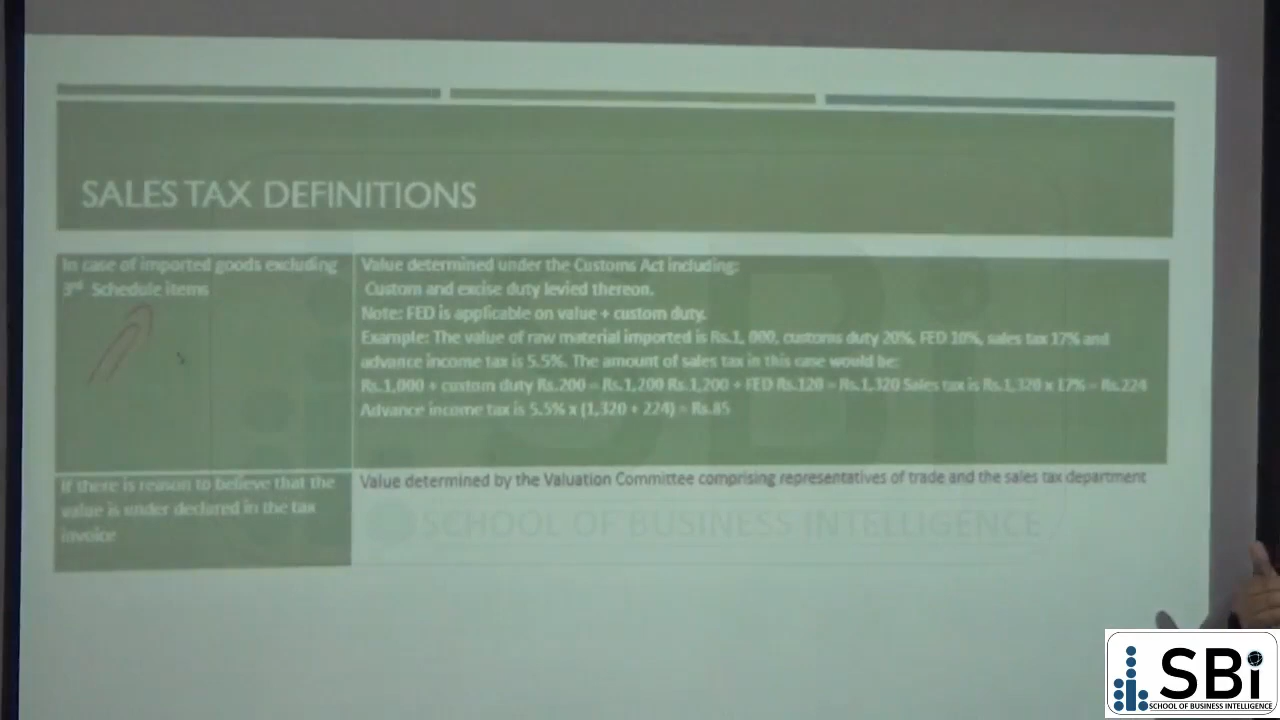 SALES TAX DEFINITIONS
In case of imported goods excluding
3rd Schedule items
Value determined under the Customs Act including:
Custom and excise duty levied thereon.
Note: FED is applicable on value + custom duty.
Example: The value of raw material imported is Rs.1, 000, customs duty 20%, FED 10%, sales tax 17% and
advance income tax is 5.5%. The amount of sales tax in this case would be:
Rs.1,000 + custom duty Rs.200 = Rs.1,200 Rs.1,200 + FED Rs.120 = Rs.1,320 Sales tax is Rs.1,320 x 17% = Rs.224
Advance income tax is 5.5% x (1,320 + 224) = Rs.85
If there is reason to believe that the
value is under declared in the tax
invoice
Value determined by the Valuation Committee comprising representatives of trade and the sales tax department
SBi
SCHOOL OF BUSINESS INTELLIGENCE
SBi
SCHOOL OF BUSINESS INTELLIGENCE